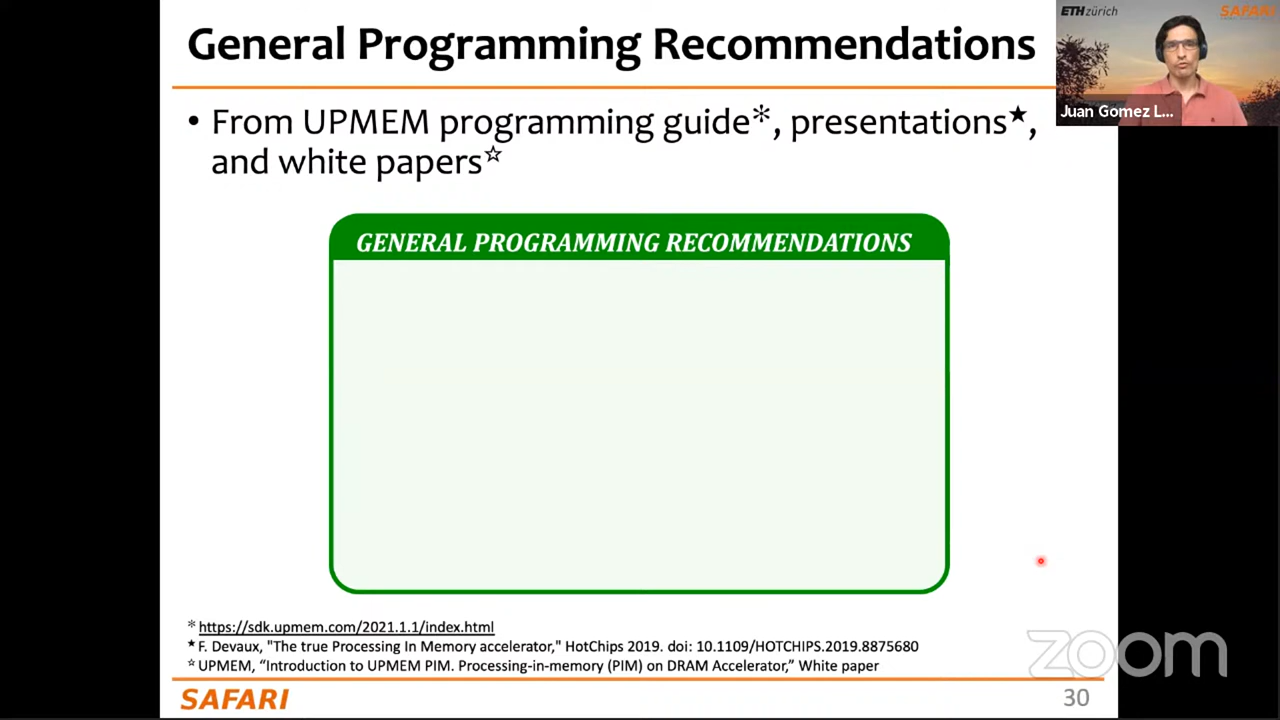 General Programming Recommendations
ETH zürich
SAFARI
Juan Gomez L...
• From UPMEM programming guide*, presentations★,
and white papers☆
GENERAL PROGRAMMING RECOMMENDATIONS
* https://sdk.upmem.com/2021.1.1/index.html
★ F. Devaux, "The true Processing In Memory accelerator," HotChips 2019. doi: 10.1109/HOTCHIPS.2019.8875680
☆ UPMEM, “Introduction to UPMEM PIM. Processing-in-memory (PIM) on DRAM Accelerator,” White paper
zoom
SAFARI
30